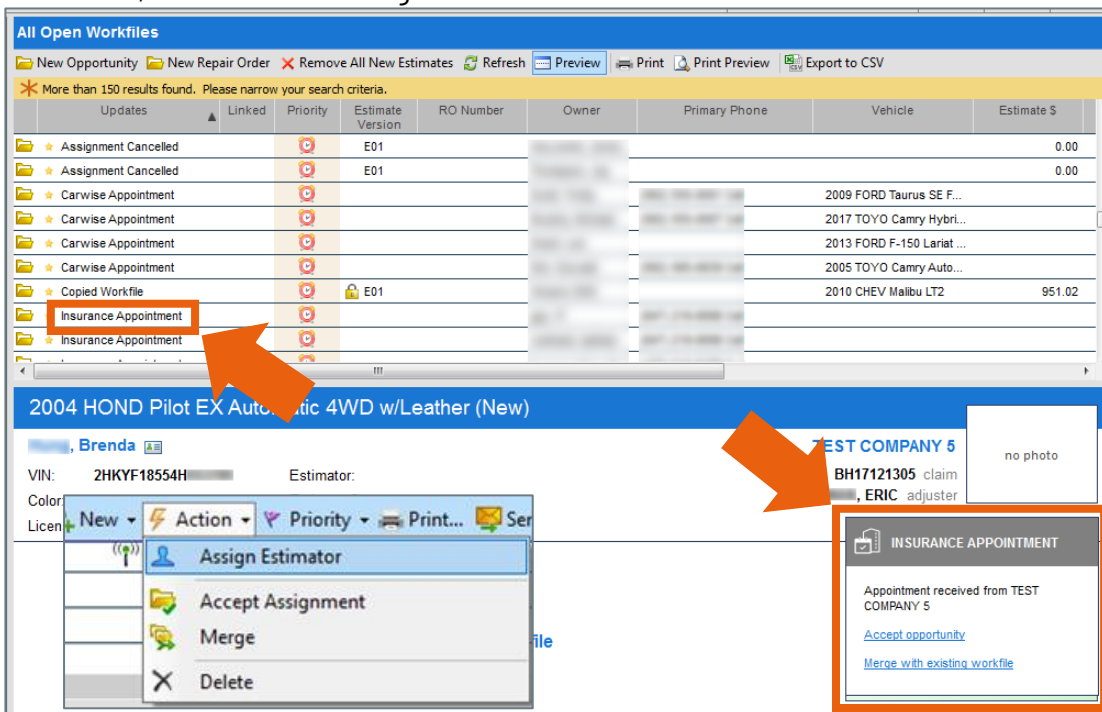 All Open Workfiles
New Opportunity New Repair Order Remove All New Estimates Refresh Preview Print Print Preview Export to CSV
More than 150 results found. Please narrow your search criteria.
Updates Linked Priority Estimate Version RO Number Owner Primary Phone Vehicle Estimate $
Assignment Cancelled E01 0.00
Assignment Cancelled E01 0.00
Carwise Appointment 2009 FORD Taurus SE F...
Carwise Appointment 2017 TOYO Camry Hybri...
Carwise Appointment 2013 FORD F-150 Lariat ...
Carwise Appointment 2005 TOYO Camry Auto...
Copied Workfile E01 2010 CHEV Malibu LT2 951.02
Insurance Appointment
Insurance Appointment
2004 HOND Pilot EX Automatic 4WD w/Leather (New)
, Brenda
VIN: 2HKYF18554H
Estimator:
Color:
Licen
TEST COMPANY 5
BH17121305 claim
, ERIC adjuster
no photo
New Action Priority Print... Ser
Assign Estimator
Accept Assignment
Merge
Delete
file
INSURANCE APPOINTMENT
Appointment received from TEST
COMPANY 5
Accept opportunity
Merge with existing workfile